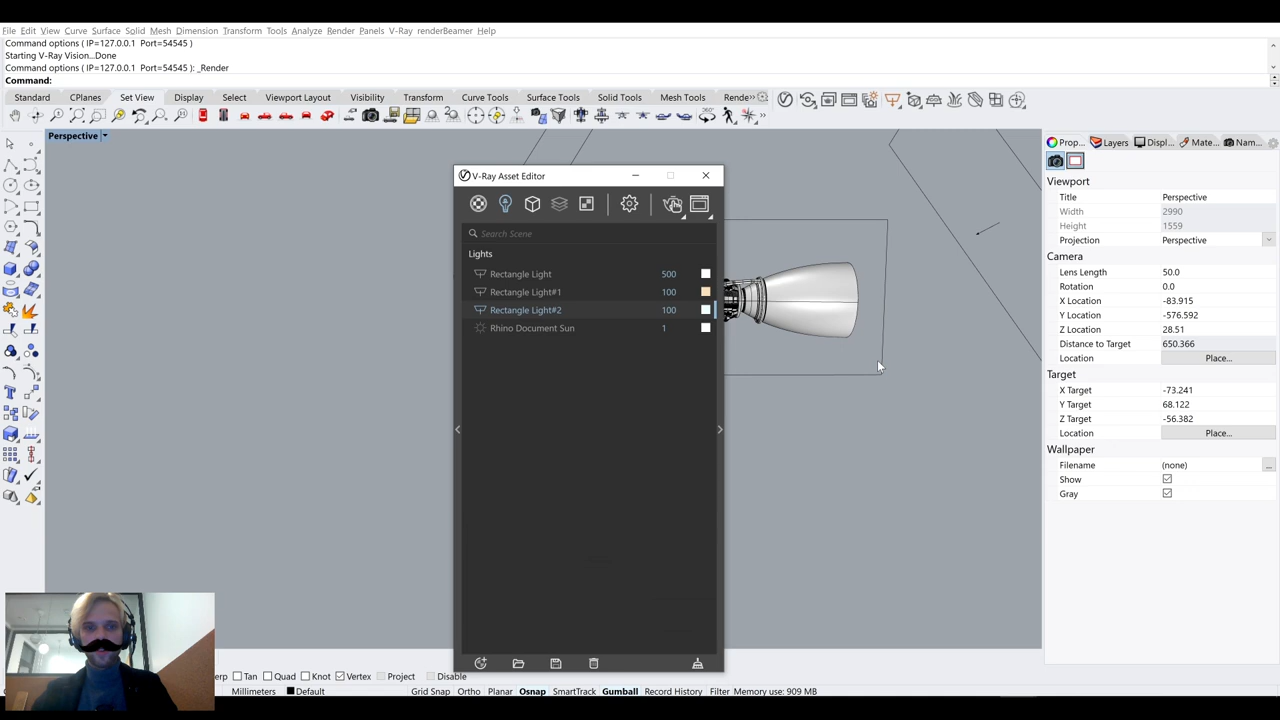 File Edit View Curve Surface Solid Mesh Dimension Transform Tools Analyze Render Panels V-Ray renderBeamer Help
Command options ( IP=127.0.0.1 Port=54545 )
Starting V-Ray Vision...Done
Command options ( IP=127.0.0.1 Port=54545 ): _Render
Command:
Standard CPlanes Set View Display Select Viewport Layout Visibility Transform Curve Tools Surface Tools Solid Tools Mesh Tools Rende »
Perspective
Prop... Layers Displ... Mate... Nam...
V-Ray Asset Editor
Search Scene
Lights
Rectangle Light 500
Rectangle Light#1 100
Rectangle Light#2 100
Rhino Document Sun 1
Viewport
Title Perspective
Width 2990
Height 1559
Projection Perspective
Camera
Lens Length 50.0
Rotation 0.0
X Location -83.915
Y Location -576.592
Z Location 28.51
Distance to Target 650.366
Location Place...
Target
X Target -73.241
Y Target 68.122
Z Target -56.382
Location Place...
Wallpaper
Filename (none) ...
Show
Gray
erp Tan Quad Knot Vertex Project Disable
Millimeters Default Grid Snap Ortho Planar Osnap SmartTrack Gumball Record History Filter Memory use: 909 MB